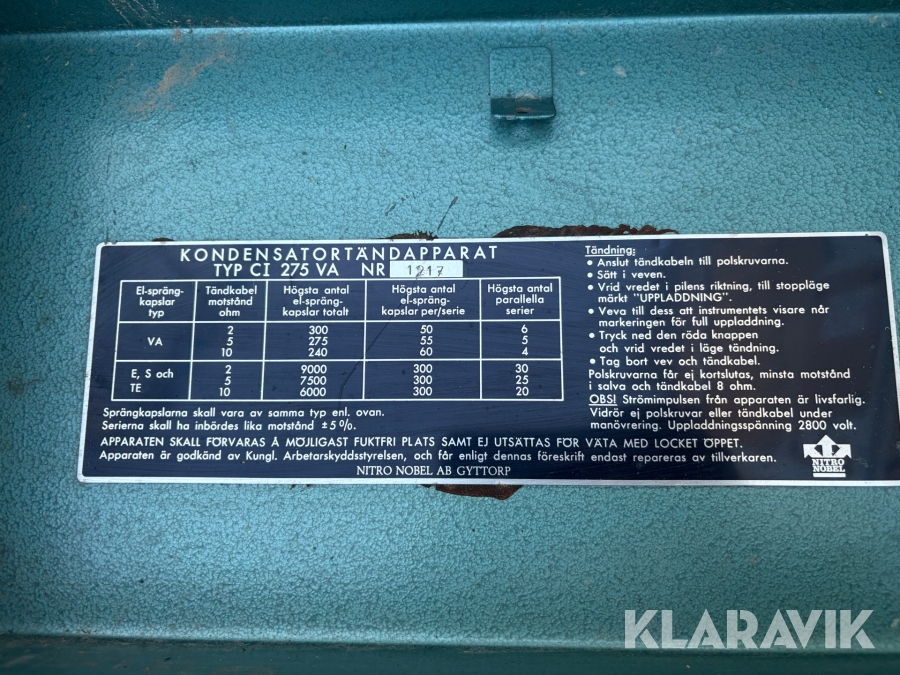 KONDENSATORTÄNDAPPARAT
TYP CI 275 VA NR 1217
El-spräng-
kapslar
typ
Tändkabel
motstånd
ohm
Högsta antal
el-spräng-
kapslar totalt
Högsta antal
el-spräng-
kapslar per/serie
Högsta antal
parallella
serier
VA
2 300 50 6
5 275 55 5
10 240 60 4
E, S och
TE
2 9000 300 30
5 7500 300 25
10 6000 300 20
Sprängkapslarna skall vara av samma typ enl. ovan.
Serierna skall ha inbördes lika motstånd ±5%.
Tändning:
• Anslut tändkabeln till polskruvarna.
• Sätt i veven.
• Vrid vredet i pilens riktning, till stoppläge
märkt "UPPLADDNING".
• Veva till dess att instrumentets visare når
markeringen för full uppladdning.
• Tryck ned den röda knappen
och vrid vredet i läge tändning.
• Tag bort vev och tändkabel.
Polskruvarna får ej kortslutas, minsta motstånd
i salva och tändkabel 8 ohm.
OBS! Strömimpulsen från apparaten är livsfarlig.
Vidrör ej polskruvar eller tändkabel under
manövrering. Uppladdningsspänning 2800 volt.
APPARATEN SKALL FÖRVARAS Å MÖJLIGAST FUKTFRI PLATS SAMT EJ UTSÄTTAS FÖR VÄTA MED LOCKET ÖPPET.
Apparaten är godkänd av Kungl. Arbetarskyddsstyrelsen, och får enligt dennas föreskrift endast repareras av tillverkaren.
NITRO NOBEL AB GYTTORP
NITRO
NOBEL
KLARAVIK